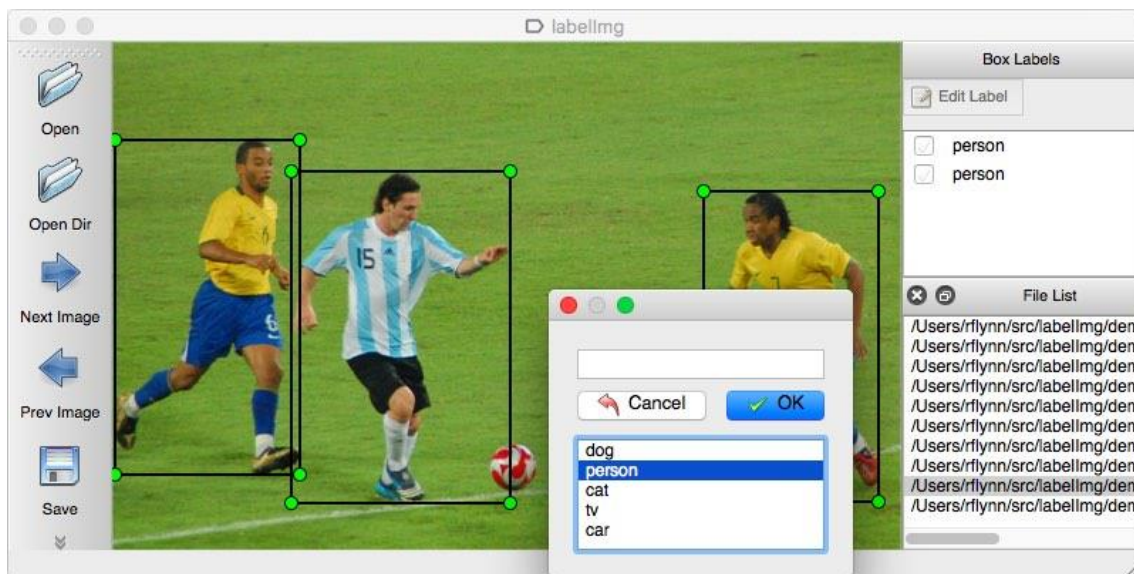 labelImg
Open
Open Dir
Next Image
Prev Image
Save
15
6
6
7
Cancel
OK
dog
person
cat
tv
car
Box Labels
Edit Label
person
person
File List
/Users/rflynn/src/labelImg/dem
/Users/rflynn/src/labelImg/dem
/Users/rflynn/src/labelImg/dem
/Users/rflynn/src/labelImg/dem
/Users/rflynn/src/labelImg/dem
/Users/rflynn/src/labelImg/dem
/Users/rflynn/src/labelImg/dem
/Users/rflynn/src/labelImg/dem
/Users/rflynn/src/labelImg/dem
/Users/rflynn/src/labelImg/dem